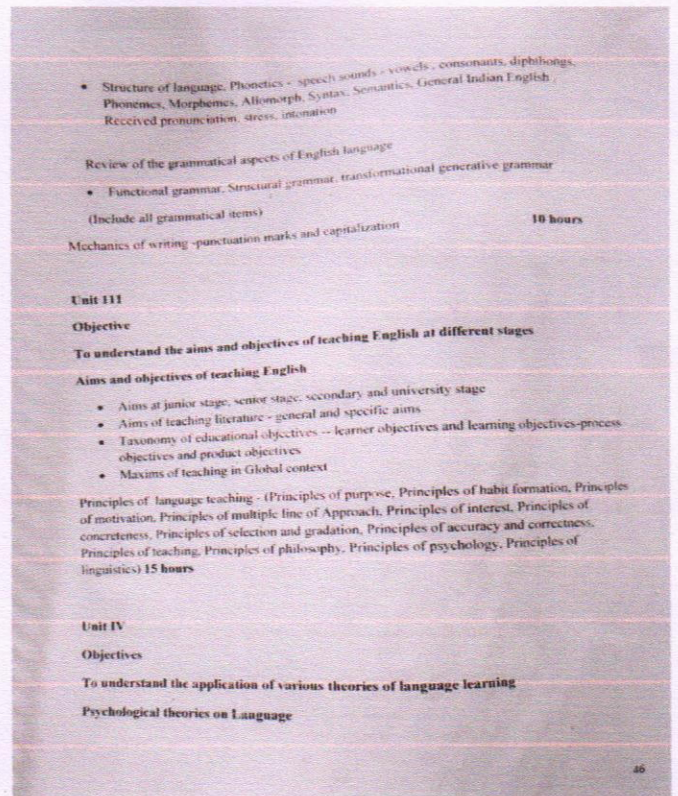 • Structure of language, Phonetics - speech sounds - vowels , consonants, diphthongs,
Phonemes, Morphemes, Allomorph, Syntax, Semantics, General Indian English ,
Received pronunciation, stress, intonation
Review of the grammatical aspects of English language
• Functional grammar, Structural grammar, transformational generative grammar
(Include all grammatical items)
10 hours
Mechanics of writing -punctuation marks and capitalization
Unit 111
Objective
To understand the aims and objectives of teaching English at different stages
Aims and objectives of teaching English
• Aims at junior stage, senior stage, secondary and university stage
• Aims of teaching literature - general and specific aims
• Taxonomy of educational objectives -- learner objectives and learning objectives-process
objectives and product objectives
• Maxims of teaching in Global context
Principles of language teaching - (Principles of purpose, Principles of habit formation, Principles
of motivation, Principles of multiple line of Approach, Principles of interest, Principles of
concreteness, Principles of selection and gradation, Principles of accuracy and correctness,
Principles of teaching, Principles of philosophy, Principles of psychology, Principles of
linguistics) 15 hours
Unit IV
Objectives
To understand the application of various theories of language learning
Psychological theories on Language
46